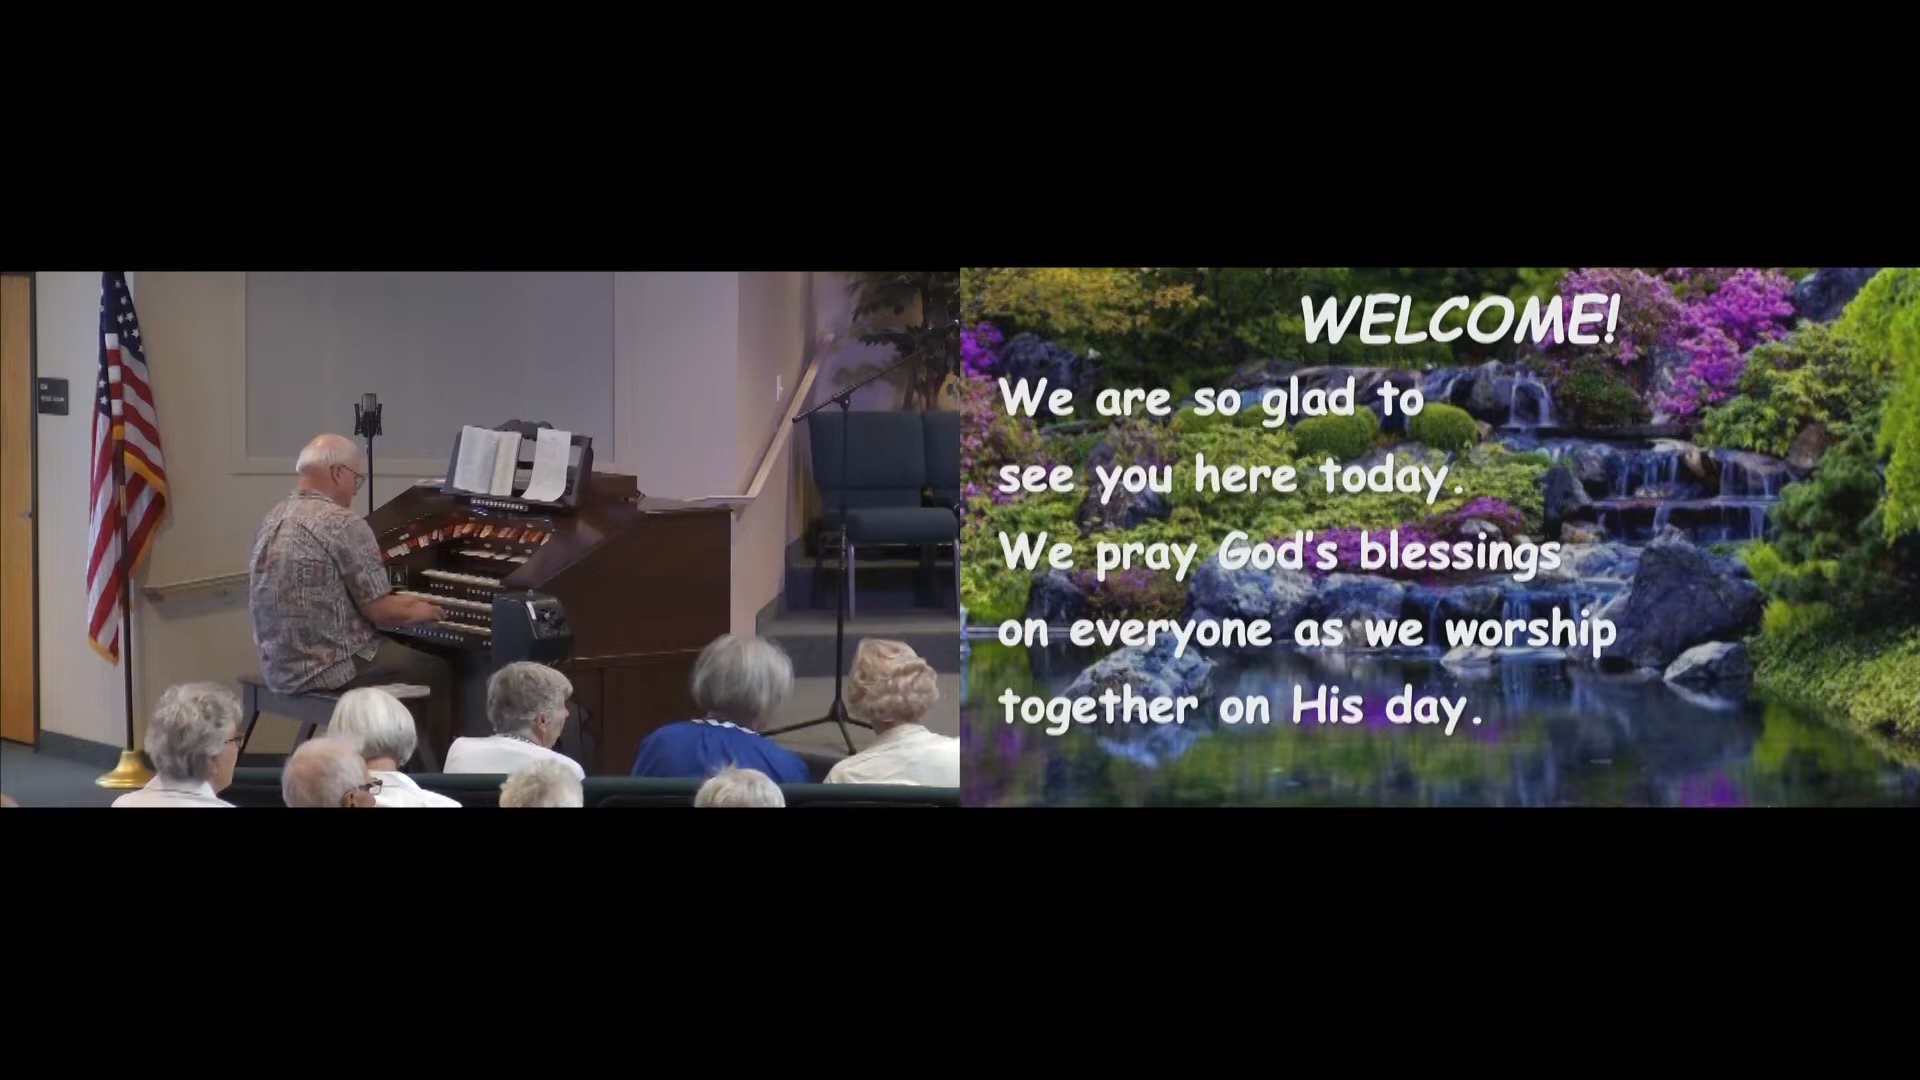 WELCOME!
We are so glad to
see you here today.
We pray God's blessings
on everyone as we worship
together on His day.